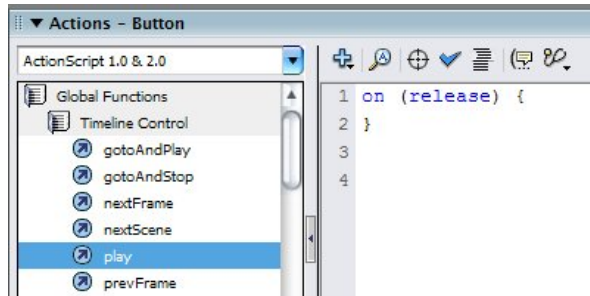 Actions - Button
ActionScript 1.0 & 2.0
Global Functions
Timeline Control
gotoAndPlay
gotoAndStop
nextFrame
nextScene
play
prevFrame
1 on (release) {
2 }
3
4